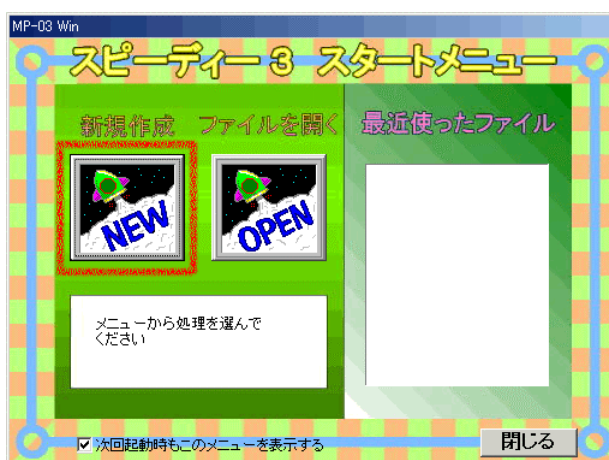 MP-03 Win
スピーディー 3 スタートメニュー
新規作成 ファイルを開く 最近使ったファイル
NEW OPEN
メニューから処理を選んで
ください
次回起動時もこのメニューを表示する
閉じる